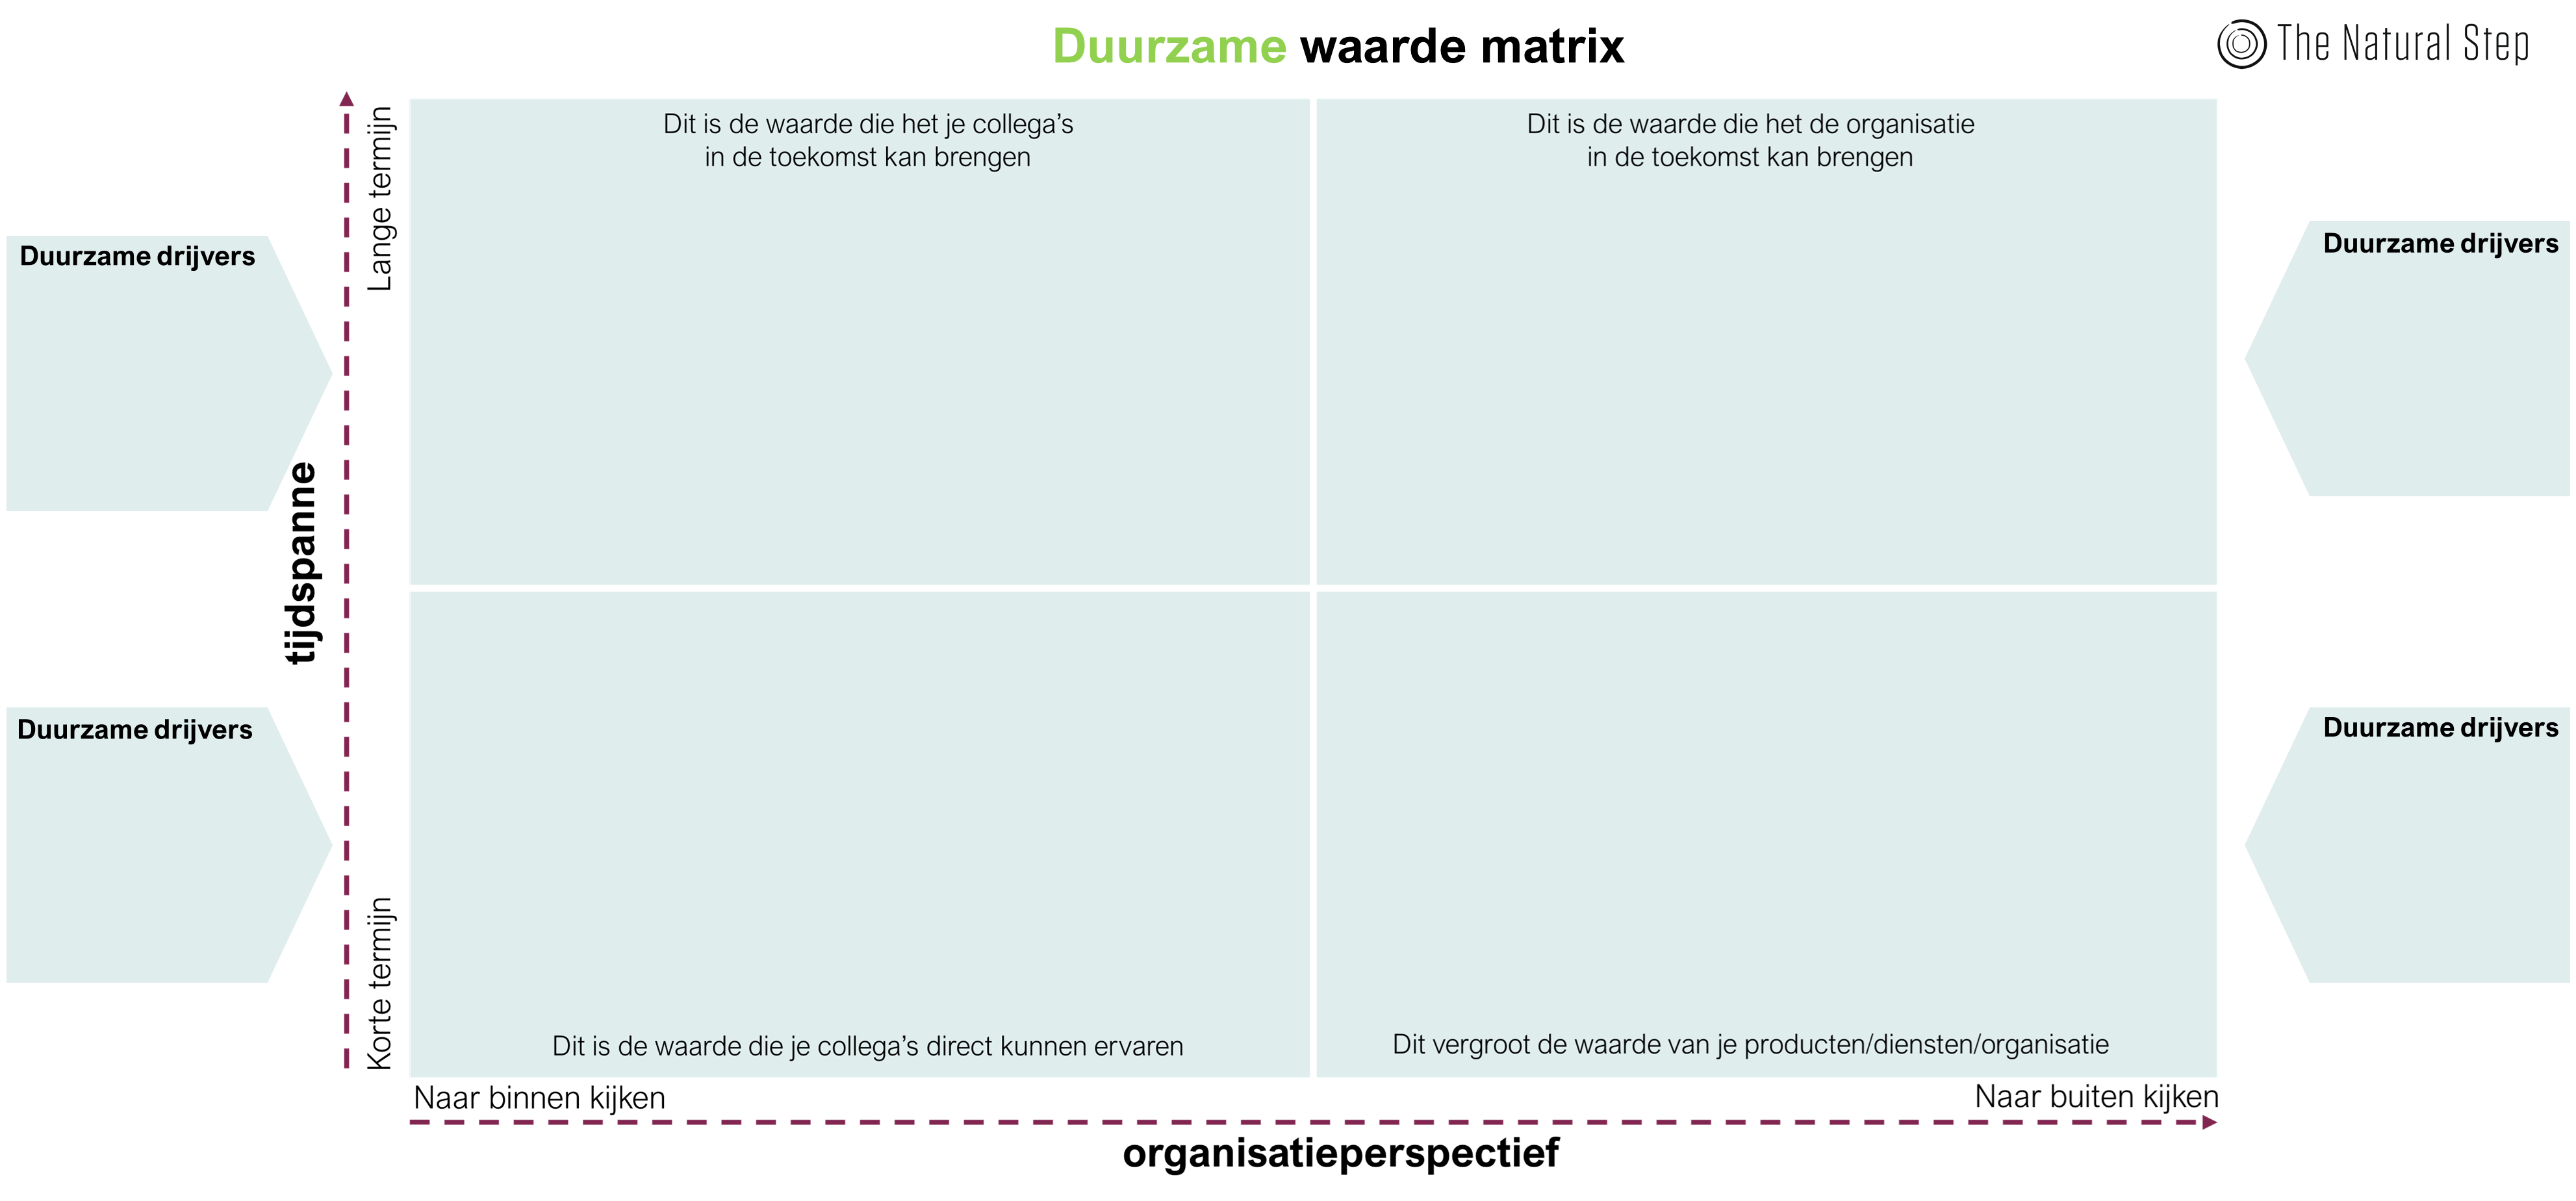 Duurzame waarde matrix
The Natural Step
Lange termijn
Dit is de waarde die het je collega's
in de toekomst kan brengen
Dit is de waarde die het de organisatie
in de toekomst kan brengen
Duurzame drijvers
Duurzame drijvers
tijdspanne
Duurzame drijvers
Duurzame drijvers
Korte termijn
Dit is de waarde die je collega's direct kunnen ervaren
Dit vergroot de waarde van je producten/diensten/organisatie
Naar binnen kijken
Naar buiten kijken
organisatieperspectief